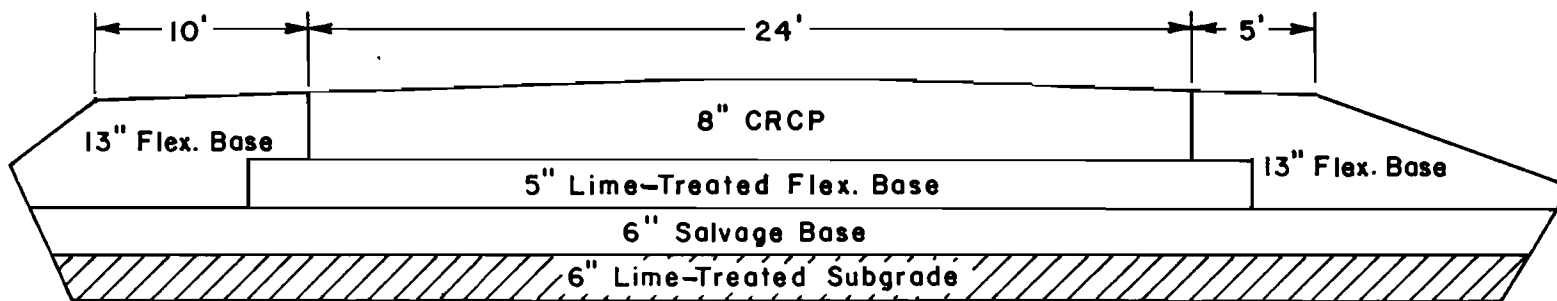 10' 24' 5'
8" CRCP
13" Flex. Base
13" Flex. Base
5" Lime-Treated Flex. Base
6" Salvage Base
6" Lime-Treated Subgrade